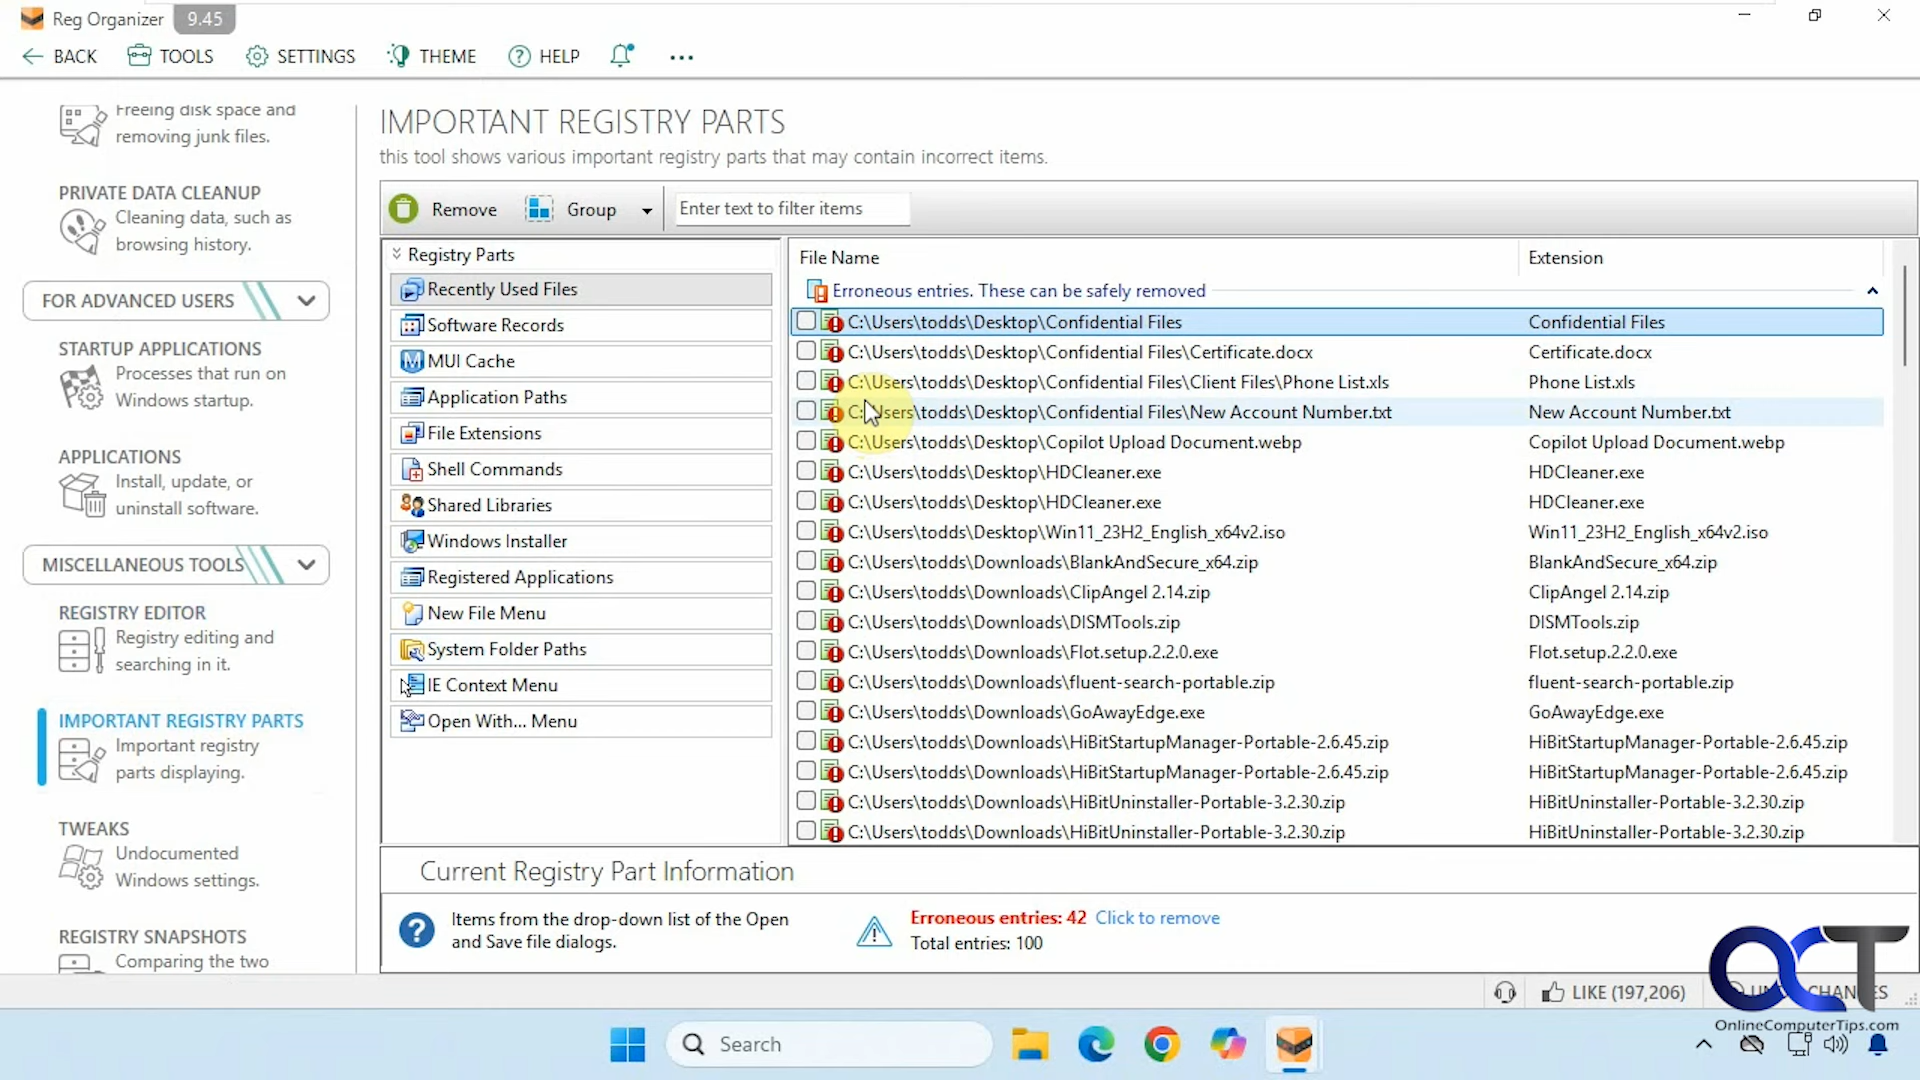 Reg Organizer 9.45
BACK TOOLS SETTINGS THEME HELP
Freeing disk space and
removing junk files.
PRIVATE DATA CLEANUP
Cleaning data, such as
browsing history.
FOR ADVANCED USERS
STARTUP APPLICATIONS
Processes that run on
Windows startup.
APPLICATIONS
Install, update, or
uninstall software.
MISCELLANEOUS TOOLS
REGISTRY EDITOR
Registry editing and
searching in it.
IMPORTANT REGISTRY PARTS
Important registry
parts displaying.
TWEAKS
Undocumented
Windows settings.
REGISTRY SNAPSHOTS
Comparing the two
IMPORTANT REGISTRY PARTS
this tool shows various important registry parts that may contain incorrect items.
Remove Group Enter text to filter items
Registry Parts
Recently Used Files
Software Records
MUI Cache
Application Paths
File Extensions
Shell Commands
Shared Libraries
Windows Installer
Registered Applications
New File Menu
System Folder Paths
IE Context Menu
Open With... Menu
File Name Extension
Erroneous entries. These can be safely removed
C:\Users\todds\Desktop\Confidential Files Confidential Files
C:\Users\todds\Desktop\Confidential Files\Certificate.docx Certificate.docx
C:\Users\todds\Desktop\Confidential Files\Client Files\Phone List.xls Phone List.xls
C:\Users\todds\Desktop\Confidential Files\New Account Number.txt New Account Number.txt
C:\Users\todds\Desktop\Copilot Upload Document.webp Copilot Upload Document.webp
C:\Users\todds\Desktop\HDCleaner.exe HDCleaner.exe
C:\Users\todds\Desktop\HDCleaner.exe HDCleaner.exe
C:\Users\todds\Desktop\Win11_23H2_English_x64v2.iso Win11_23H2_English_x64v2.iso
C:\Users\todds\Downloads\BlankAndSecure_x64.zip BlankAndSecure_x64.zip
C:\Users\todds\Downloads\ClipAngel 2.14.zip ClipAngel 2.14.zip
C:\Users\todds\Downloads\DISMTools.zip DISMTools.zip
C:\Users\todds\Downloads\Flot.setup.2.2.0.exe Flot.setup.2.2.0.exe
C:\Users\todds\Downloads\fluent-search-portable.zip fluent-search-portable.zip
C:\Users\todds\Downloads\GoAwayEdge.exe GoAwayEdge.exe
C:\Users\todds\Downloads\HiBitStartupManager-Portable-2.6.45.zip HiBitStartupManager-Portable-2.6.45.zip
C:\Users\todds\Downloads\HiBitStartupManager-Portable-2.6.45.zip HiBitStartupManager-Portable-2.6.45.zip
C:\Users\todds\Downloads\HiBitUninstaller-Portable-3.2.30.zip HiBitUninstaller-Portable-3.2.30.zip
C:\Users\todds\Downloads\HiBitUninstaller-Portable-3.2.30.zip HiBitUninstaller-Portable-3.2.30.zip
Current Registry Part Information
Items from the drop-down list of the Open
and Save file dialogs.
Erroneous entries: 42 Click to remove
Total entries: 100
LIKE (197,206)
OCT
OnlineComputerTips.com
Search